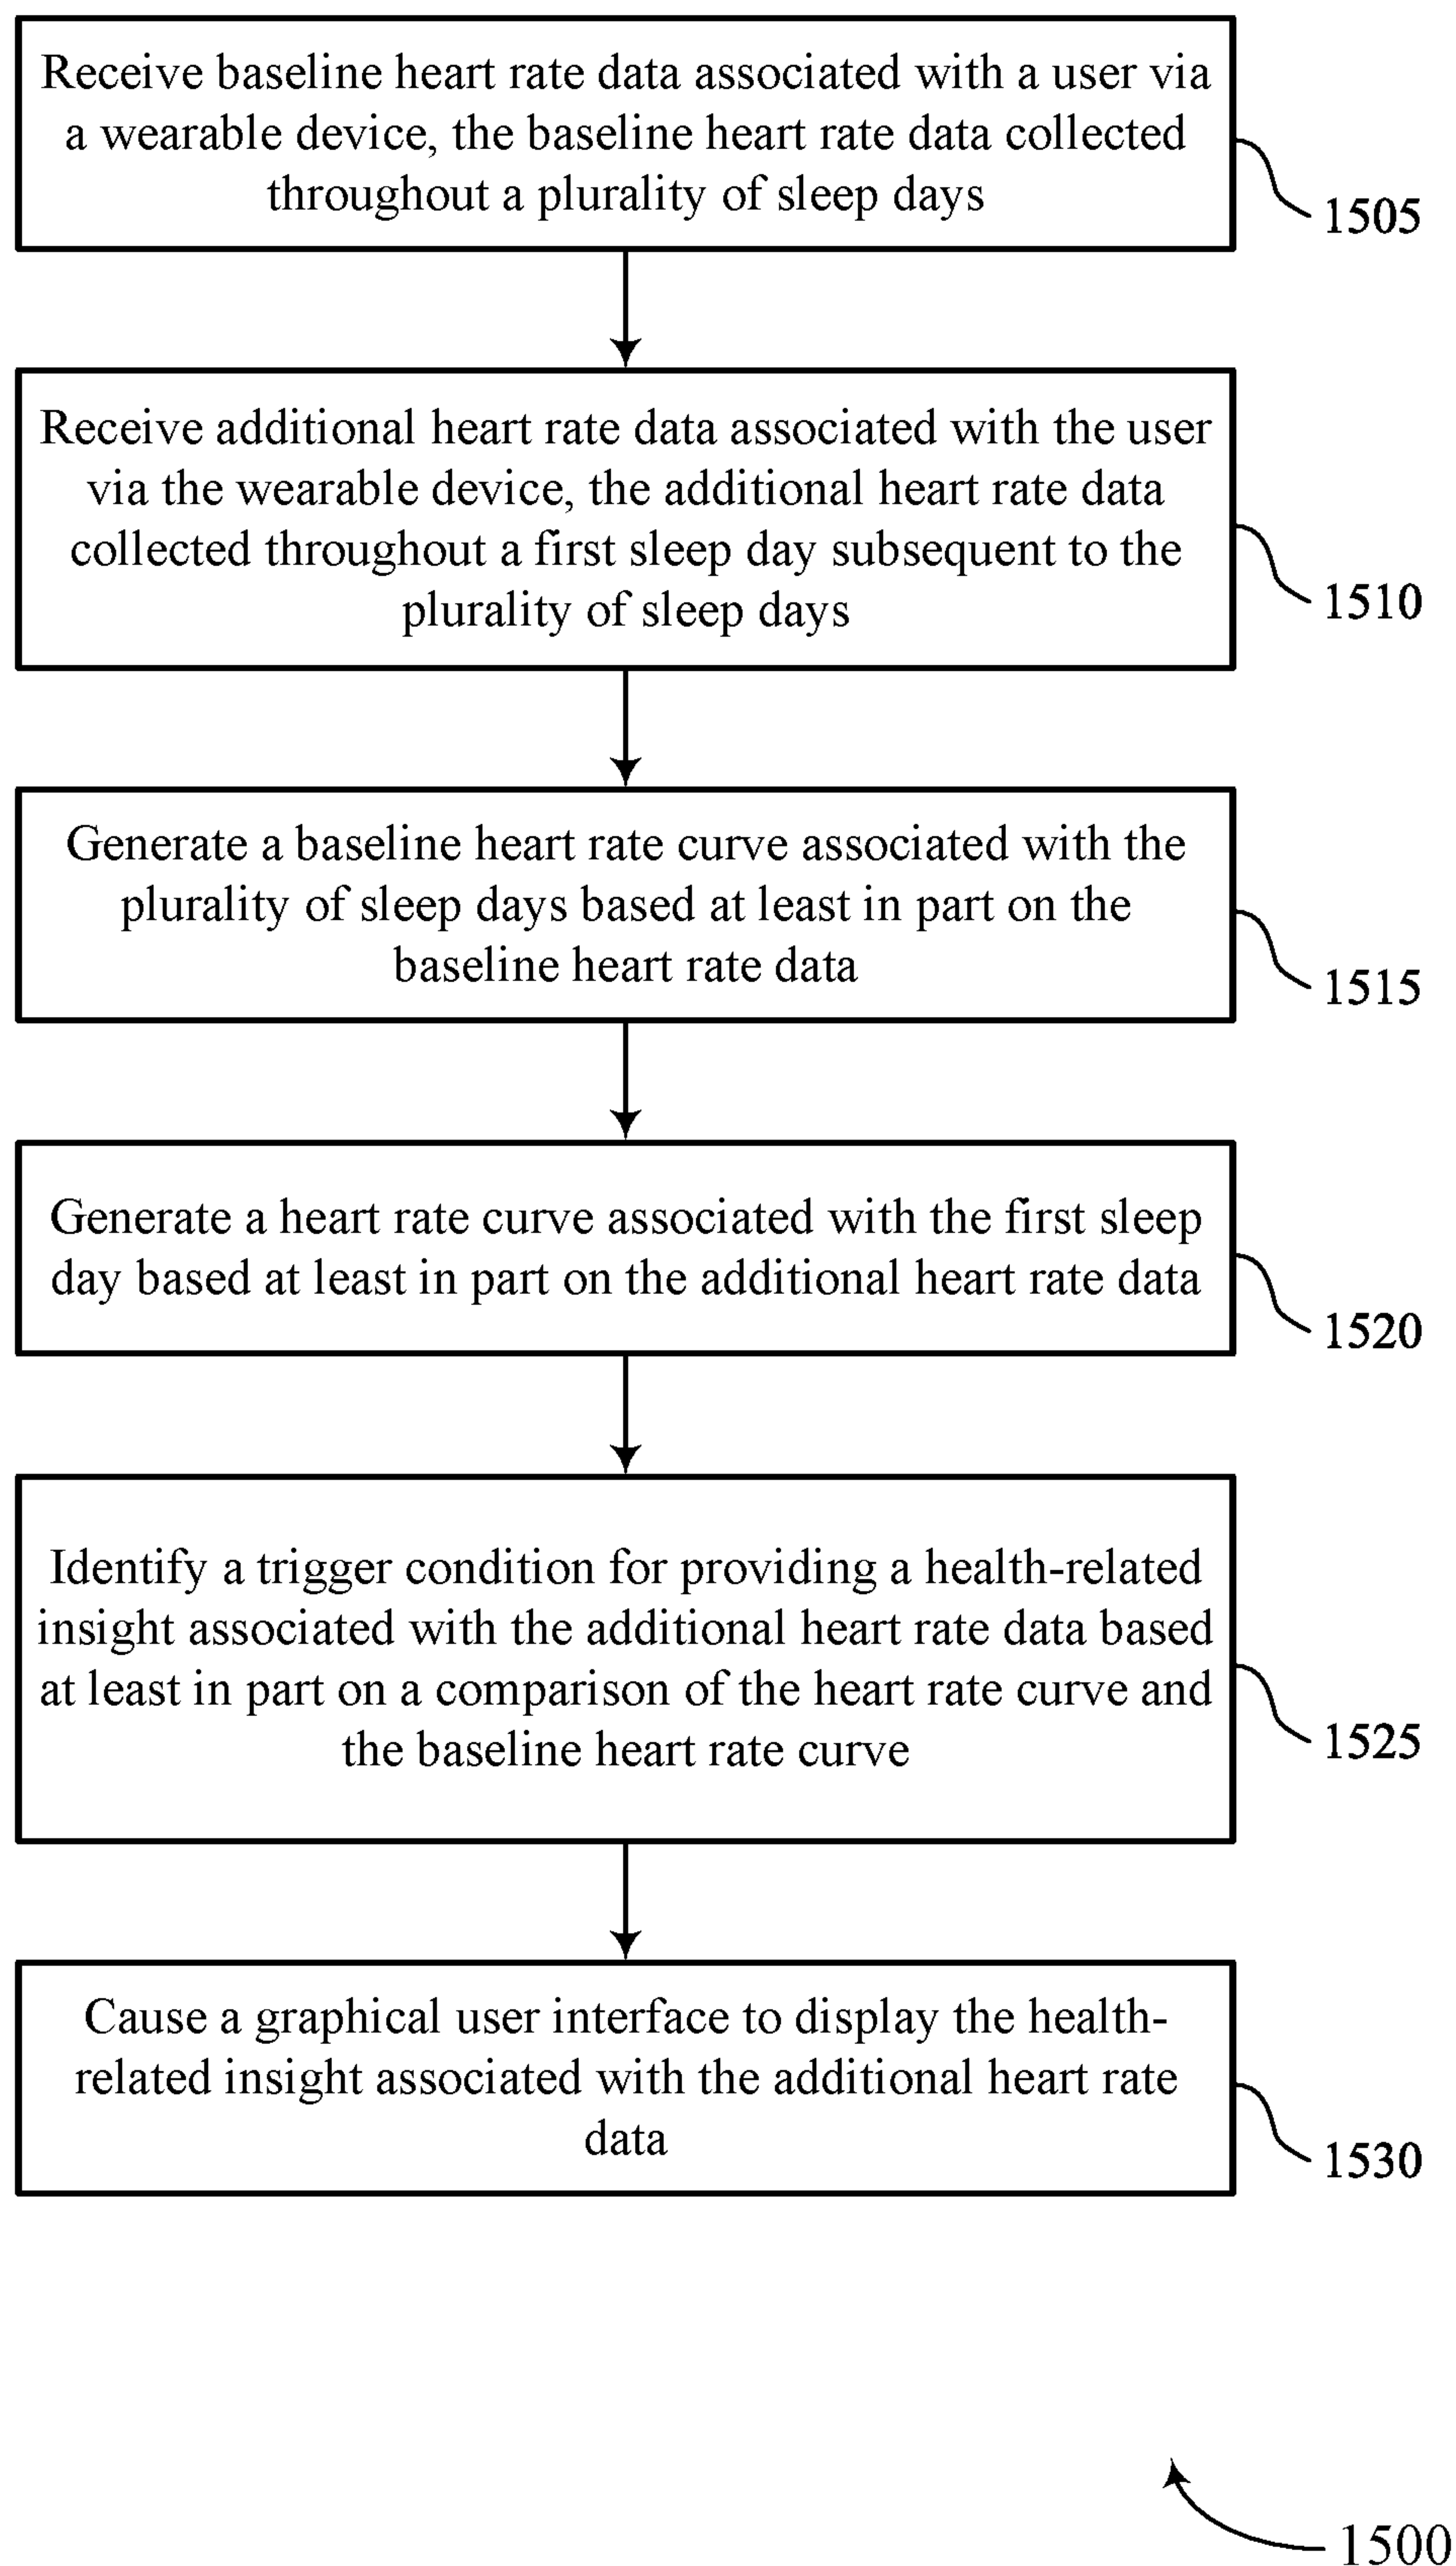 Receive baseline heart rate data associated with a user via
a wearable device, the baseline heart rate data collected
throughout a plurality of sleep days
1505
Receive additional heart rate data associated with the user
via the wearable device, the additional heart rate data
collected throughout a first sleep day subsequent to the
plurality of sleep days
1510
Generate a baseline heart rate curve associated with the
plurality of sleep days based at least in part on the
baseline heart rate data
1515
Generate a heart rate curve associated with the first sleep
day based at least in part on the additional heart rate data
1520
Identify a trigger condition for providing a health-related
insight associated with the additional heart rate data based
at least in part on a comparison of the heart rate curve and
the baseline heart rate curve
1525
Cause a graphical user interface to display the health-
related insight associated with the additional heart rate
data
1530
1500